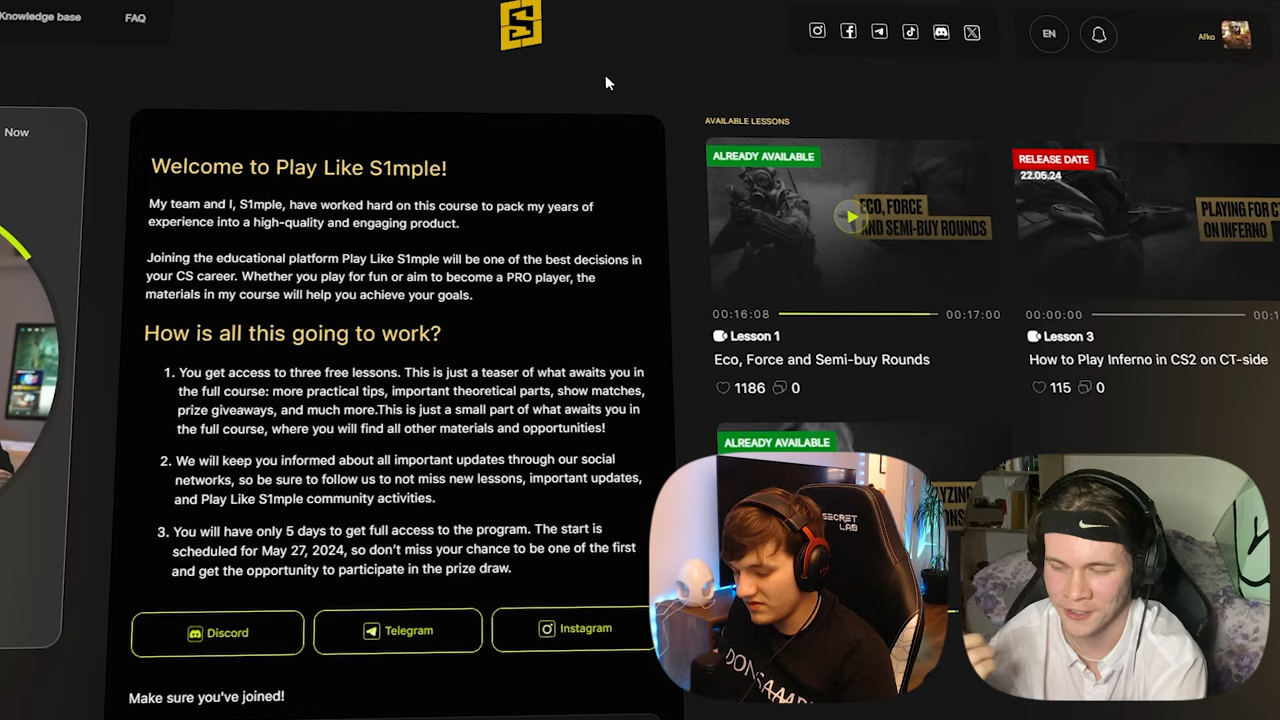 Knowledge base
FAQ
EN
Afko
Now
Welcome to Play Like S1mple!
My team and I, S1mple, have worked hard on this course to pack my years of
experience into a high-quality and engaging product.
Joining the educational platform Play Like S1mple will be one of the best decisions in
your CS career. Whether you play for fun or aim to become a PRO player, the
materials in my course will help you achieve your goals.
How is all this going to work?
1. You get access to three free lessons. This is just a teaser of what awaits you in
the full course: more practical tips, important theoretical parts, show matches,
prize giveaways, and much more.This is just a small part of what awaits you in
the full course, where you will find all other materials and opportunities!
2. We will keep you informed about all important updates through our social
networks, so be sure to follow us to not miss new lessons, important updates,
and Play Like S1mple community activities.
3. You will have only 5 days to get full access to the program. The start is
scheduled for May 27, 2024, so don't miss your chance to be one of the first
and get the opportunity to participate in the prize draw.
Discord
Telegram
Instagram
Make sure you've joined!
AVAILABLE LESSONS
ALREADY AVAILABLE
ECO, FORCE
AND SEMI-BUY ROUNDS
00:16:08
00:17:00
Lesson 1
Eco, Force and Semi-buy Rounds
1186
0
RELEASE DATE
22.05.24
PLAYING FOR C
ON INFERNO
00:00:00
00:1
Lesson 3
How to Play Inferno in CS2 on CT-side
115
0
ALREADY AVAILABLE
SECRET
LAB